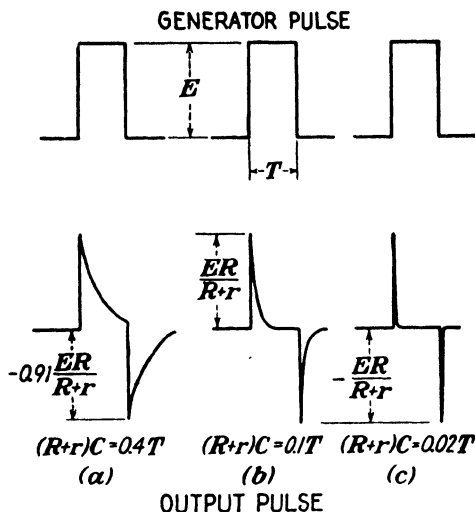 GENERATOR PULSE
E
T
ER
R+r
-0.91 ER
R+r
- ER
R+r
(R+r)C=0.4T
(R+r)C=0.1T
(R+r)C=0.02T
(a)
(b)
(c)
OUTPUT PULSE